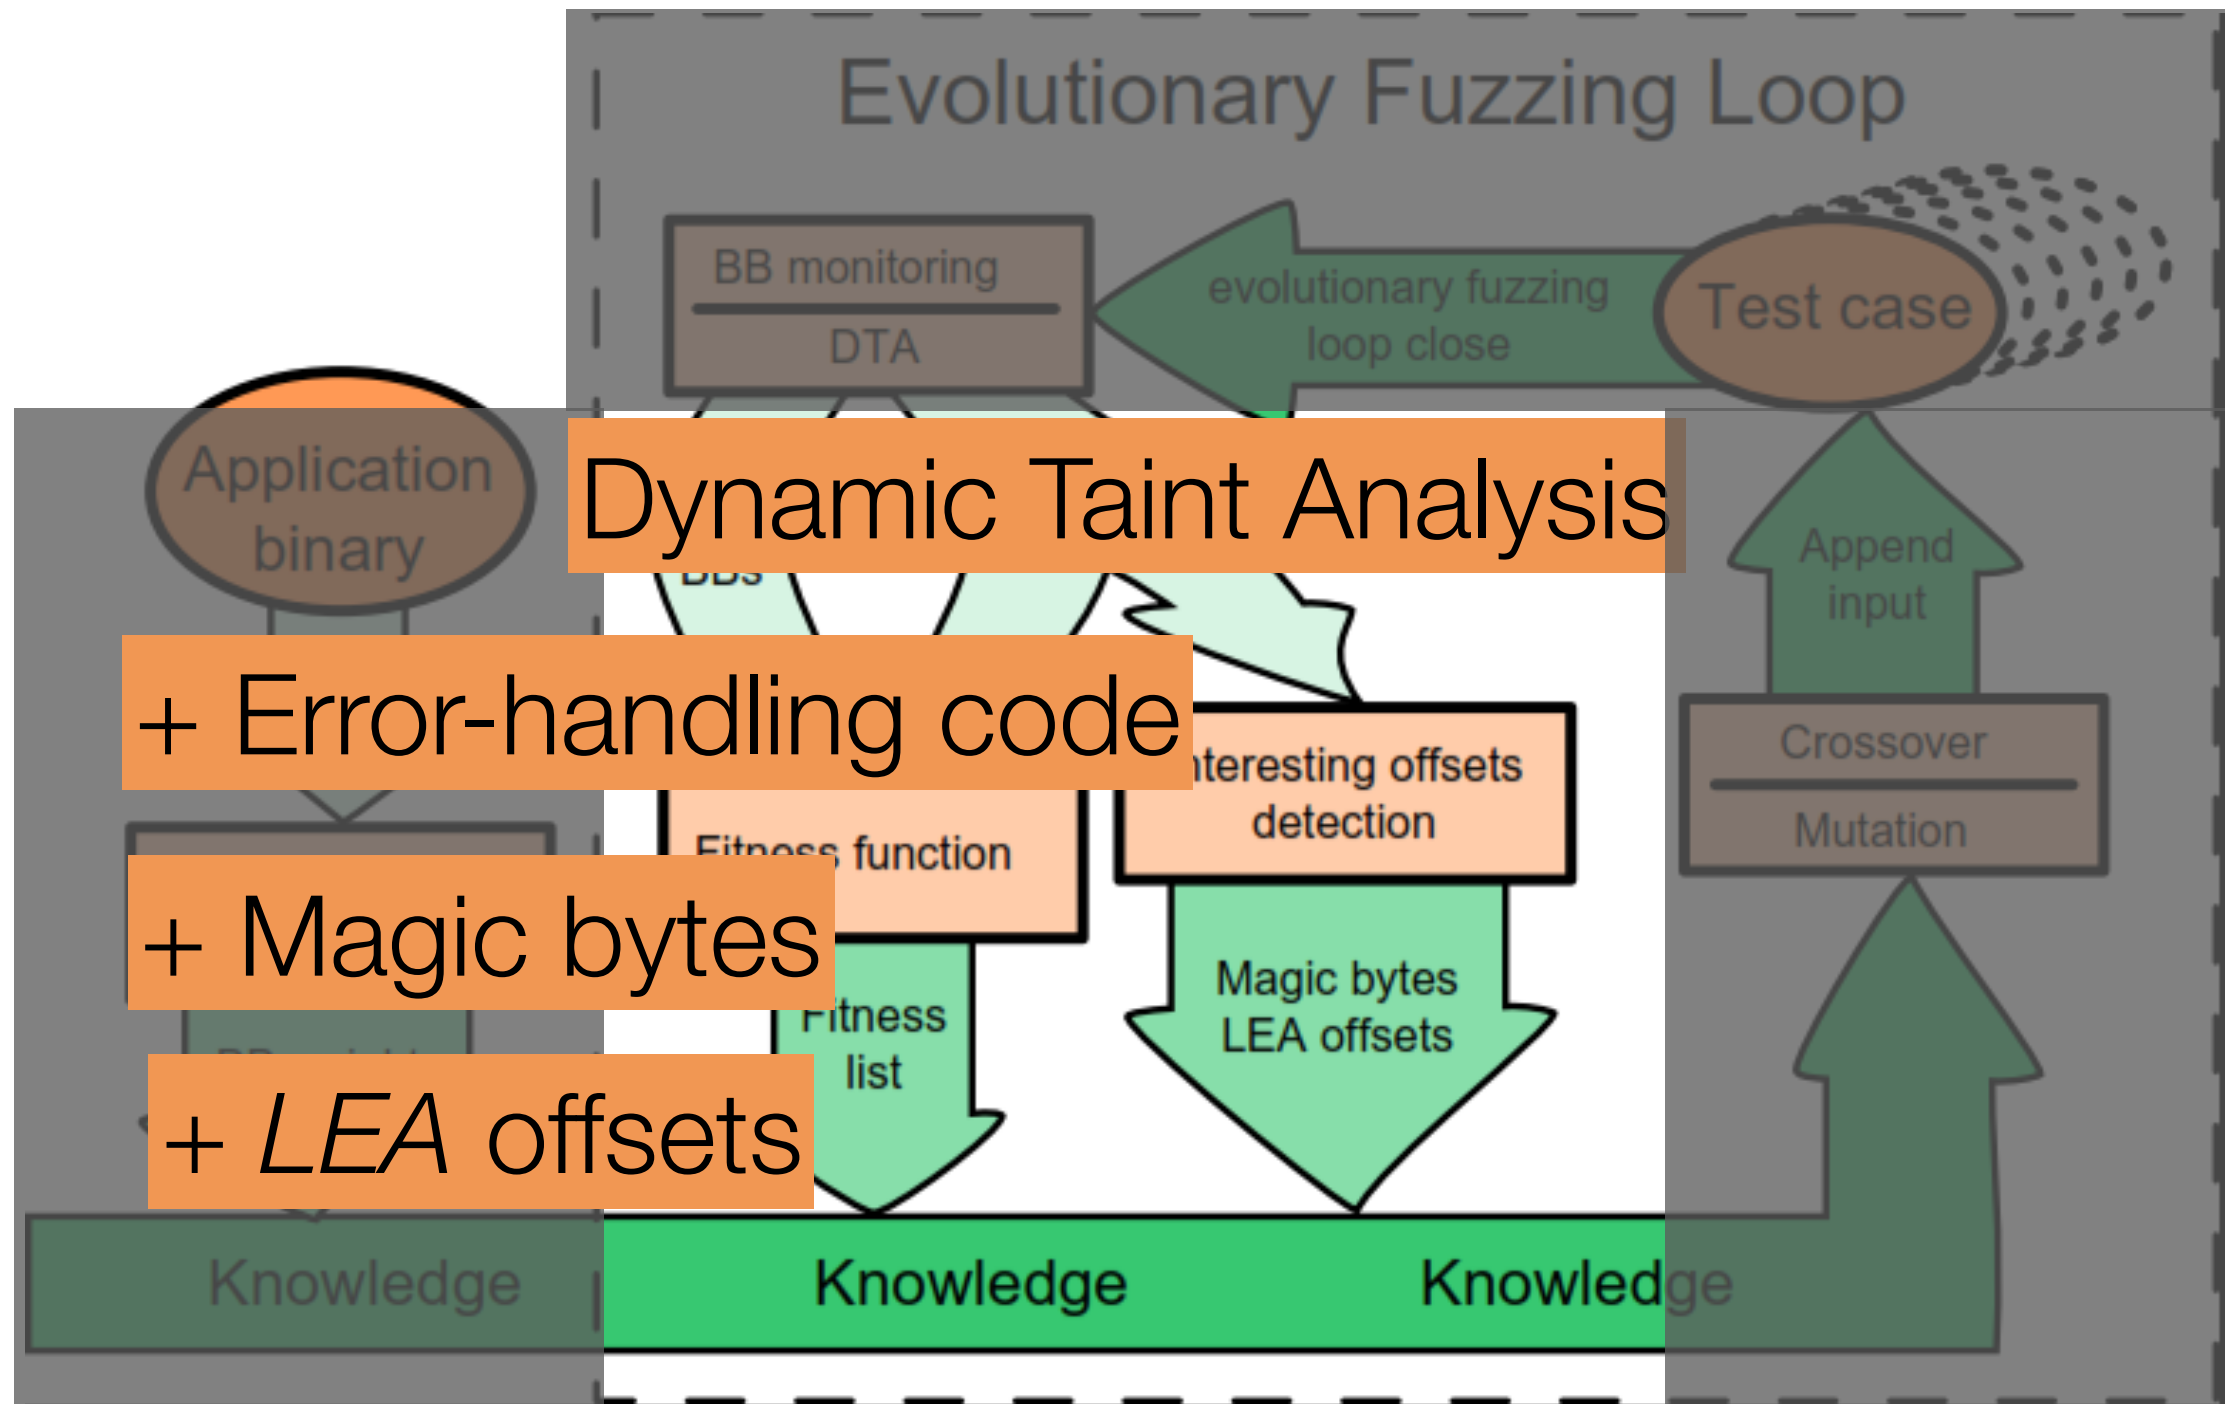 Evolutionary Fuzzing Loop
BB monitoring
DTA
evolutionary fuzzing
loop close
Test case
Application
binary
Dynamic Taint Analysis
BBs
Append
input
+ Error-handling code
nteresting offsets
detection
Crossover
Mutation
Fitness function
+ Magic bytes
Magic bytes
LEA offsets
Fitness
list
+ LEA offsets
Knowledge
Knowledge
Knowledge